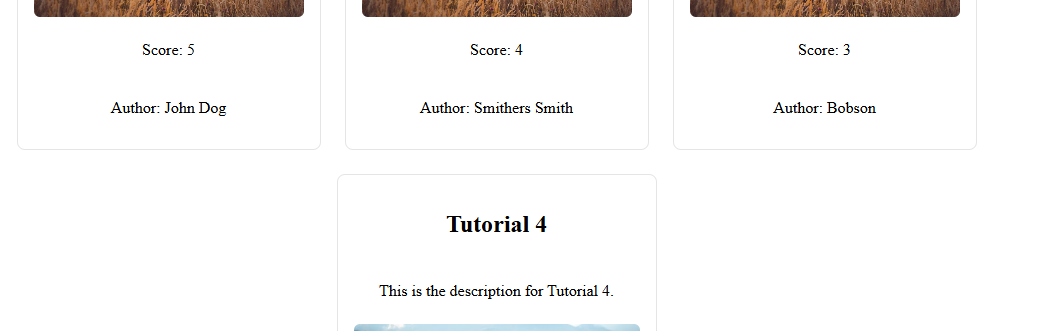 Score: 5
Score: 4
Score: 3
Author: John Dog
Author: Smithers Smith
Author: Bobson
Tutorial 4
This is the description for Tutorial 4.